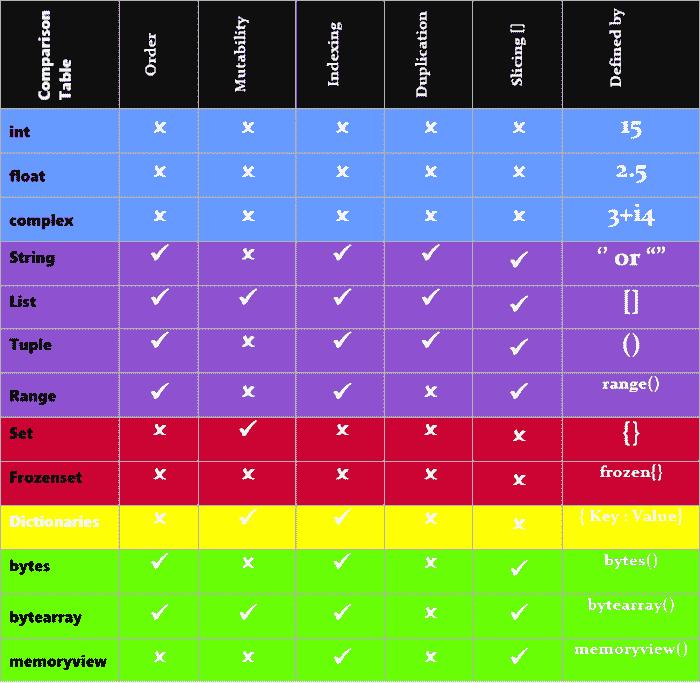 Comparison Table Order Mutability Indexing Duplication Slicing [] Defined by
int x x x x x 15
float x x x x x 2.5
complex x x x x x 3+i4
String ✓ x ✓ ✓ ✓ ‘’ or “”
List ✓ ✓ ✓ ✓ ✓ []
Tuple ✓ x ✓ ✓ ✓ ()
Range ✓ x ✓ x ✓ range()
Set x ✓ x x x {}
Frozenset x x x x x frozen{}
Dictionaries x ✓ ✓ x x { Key : Value}
bytes ✓ x ✓ x ✓ bytes()
bytearray ✓ ✓ ✓ x ✓ bytearray()
memoryview x x ✓ x ✓ memoryview()